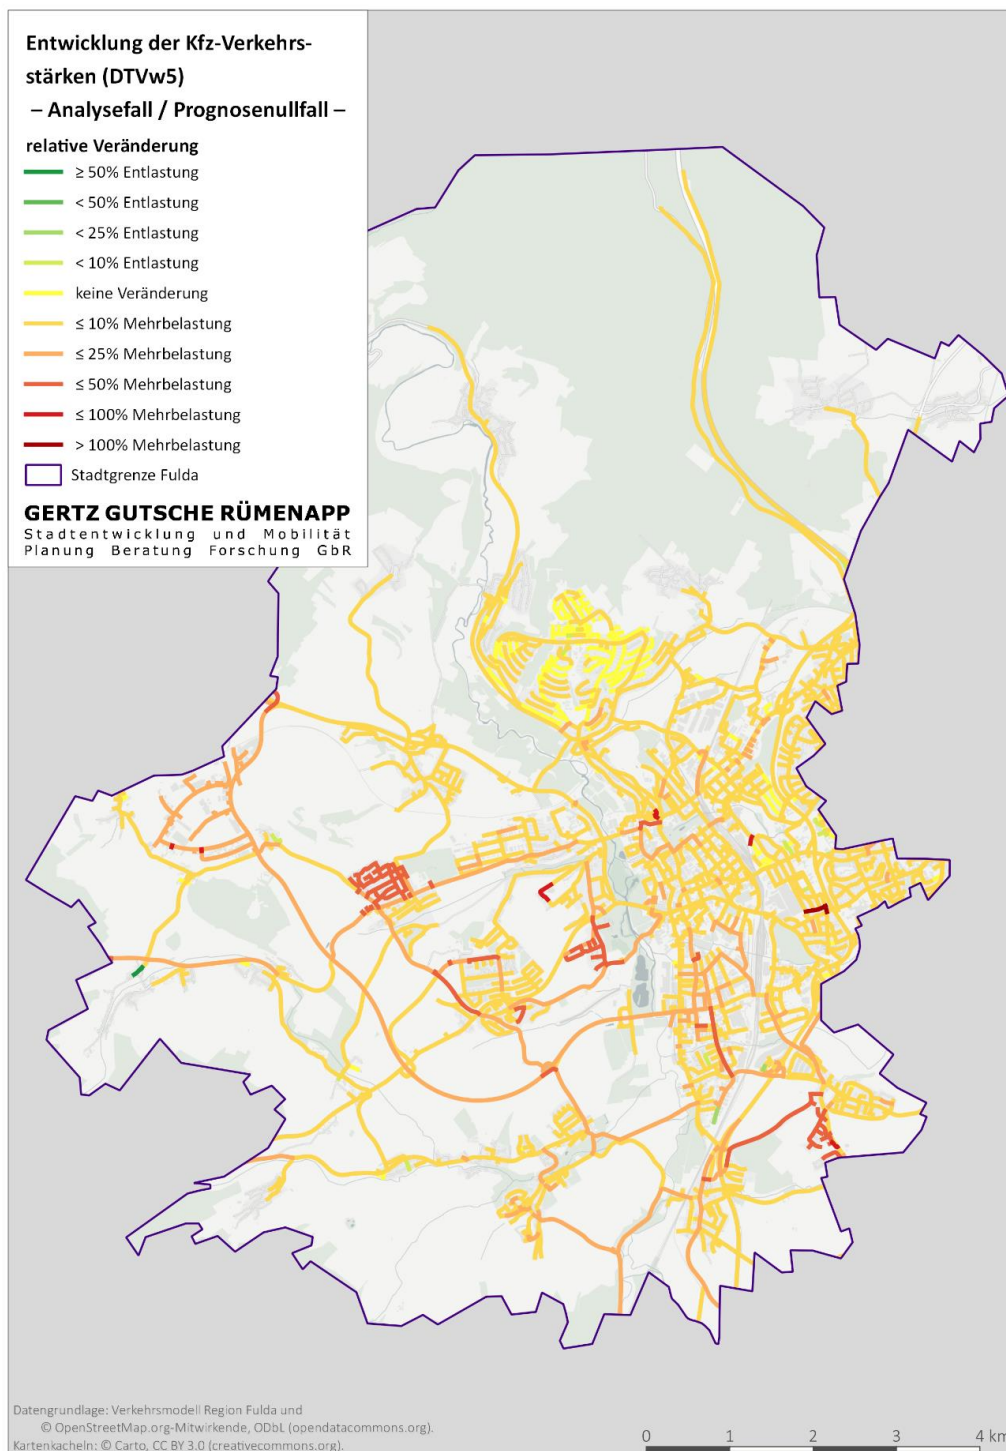 Entwicklung der Kfz-Verkehrs-
stärken (DTVw5)
– Analysefall / Prognosenullfall –
relative Veränderung
≥ 50% Entlastung
< 50% Entlastung
< 25% Entlastung
< 10% Entlastung
keine Veränderung
≤ 10% Mehrbelastung
≤ 25% Mehrbelastung
≤ 50% Mehrbelastung
≤ 100% Mehrbelastung
> 100% Mehrbelastung
Stadtgrenze Fulda
GERTZ GUTSCHE RÜMENAPP
Stadtentwicklung und Mobilität
Planung Beratung Forschung GbR
Datengrundlage: Verkehrsmodell Region Fulda und
© OpenStreetMap.org-Mitwirkende, ODbL (opendatacommons.org).
Kartenkacheln: © Carto, CC BY 3.0 (creativecommons.org).
0 1 2 3 4 km